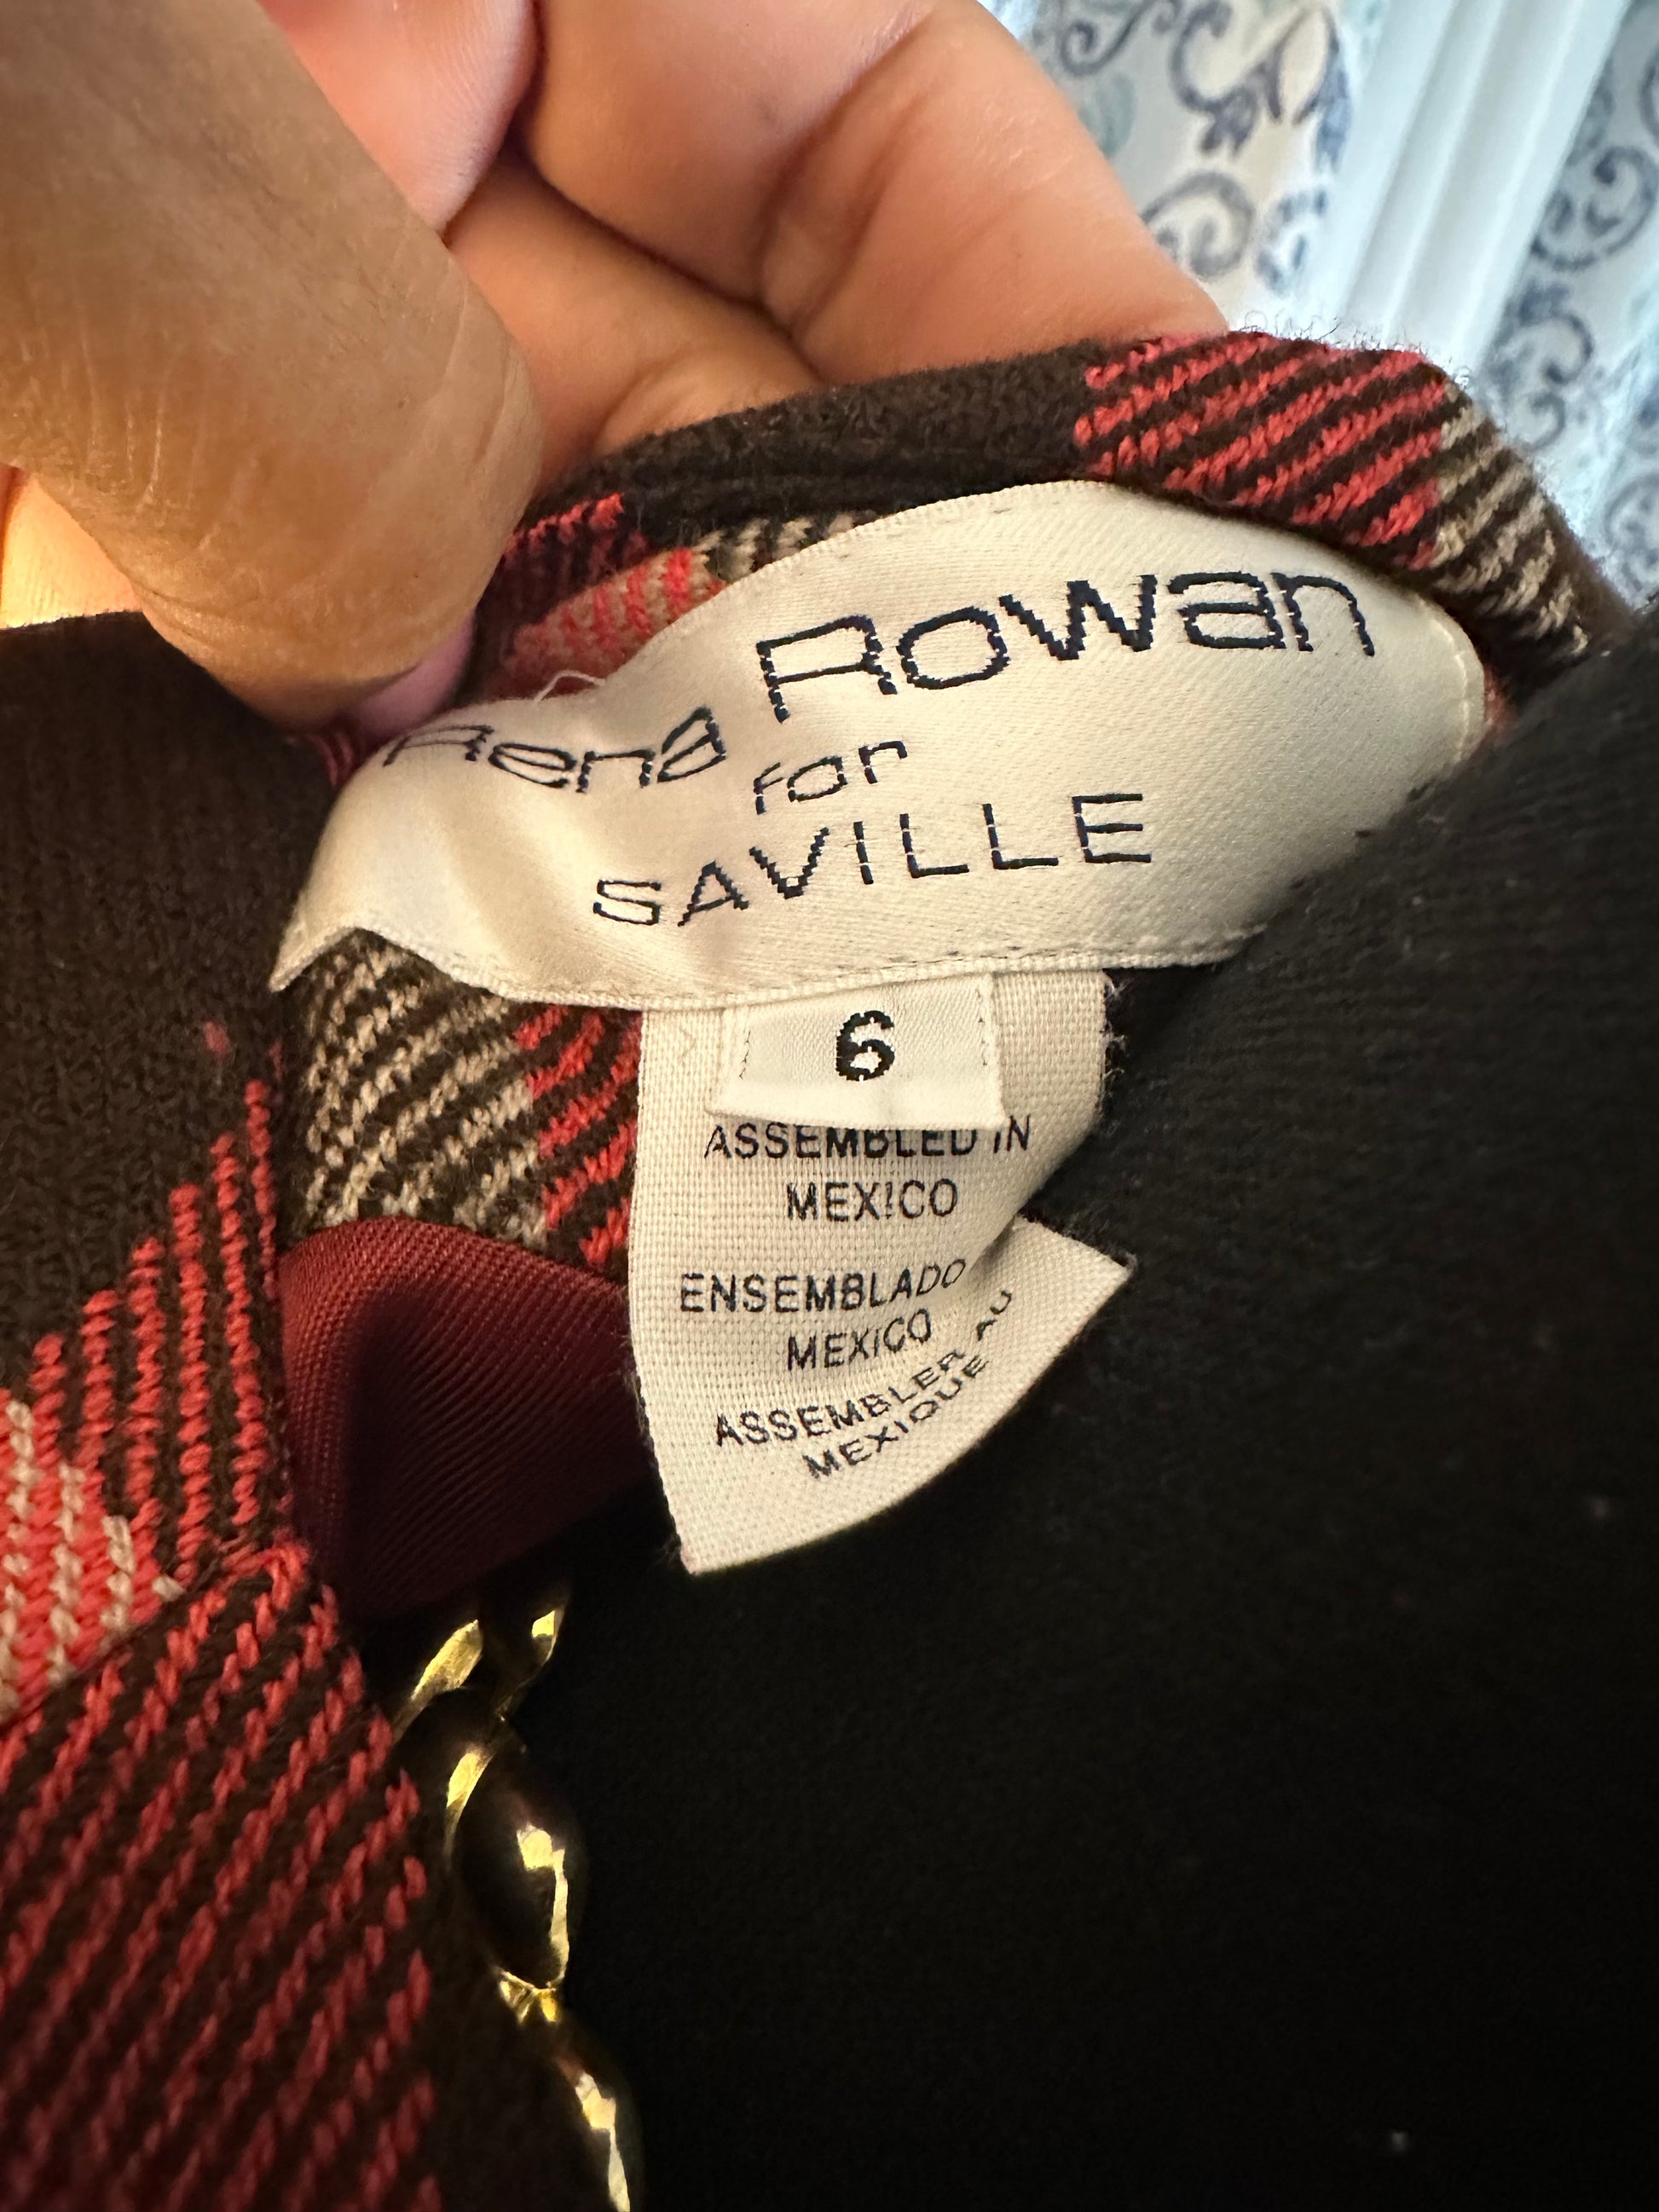 Rena Rowan
for
SAVILLE
6
ASSEMBLED IN
MEXICO
ENSEMBLADO
MEXICO
ASSEMBLER AU
MEXIQUE